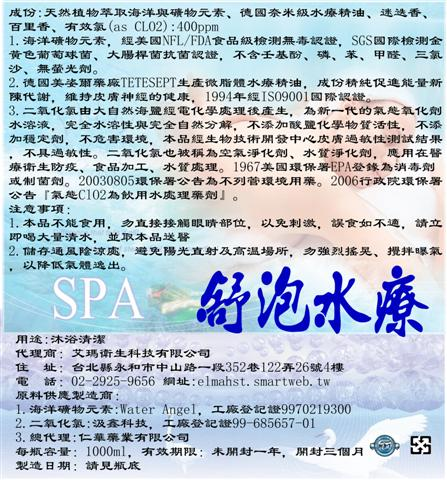 成份:天然植物萃取海洋與礦物元素、德國奈米級水療精油、迷迭香、
百里香、有效氯(as CLO2):400ppm
1.海洋礦物元素, 經美國NFL/FDA食品級檢測無毒認證, SGS國際檢測金
黃色葡萄球菌、大腸桿菌抗菌認證, 不含壬基酚、磷、苯、甲醛、三氯
沙、無螢光劑。
2.德國美姿爾藥廠TETESEPT生產微脂體水療精油, 成份精純促進能量新
陳代謝, 維持皮膚神經的健康, 1994年經ISO9001國際認證。
3.二氧化氯由大自然海鹽經電化學處理後產生, 為新一代的氣態氧化劑
水溶液, 完全水溶性與完全自然分解, 不添加酸鹽化學物質活性, 不添
加穩定劑, 不危害環境, 本品經生物技術開發中心皮膚過敏性測試結果
, 不具過敏性。二氧化氯也被稱為空氣淨化劑、水質淨化劑, 應用在醫
療衛生防疫、食品加工、水質處理。1967美國環保署EPA登錄為消毒劑
或制菌劑。20030805環保署公告為不列管環境用藥。2006行政院環保署
公告『氣態ClO2為飲用水處理藥劑』。
注意事項:
1.本品不能食用, 勿直接接觸眼睛部位, 以免刺激, 誤食如不適, 請立
即喝大量清水, 並取本品送醫
2.儲存通風陰涼處, 避免陽光直射及高溫場所, 勿強烈搖晃、攪拌曝氣
, 以降低氣體逸出。
SPA 舒泡水療
用途:沐浴清潔
代理商: 艾瑪衛生科技有限公司
住 址: 台北縣永和市中山路一段352巷122弄26號4樓
電 話: 02-2925-9656 網址:elmahst.smartweb.tw
原料供應製造商:
1.海洋礦物元素:Water Angel, 工廠登記證9970219300
2.二氧化氯:汲鑫科技, 工廠登記證99-685657-01
3.總代理:仁華藥業有限公司
每瓶容量: 1000ml, 有效期限: 未開封一年, 開封三個月
製造日期: 請見瓶底